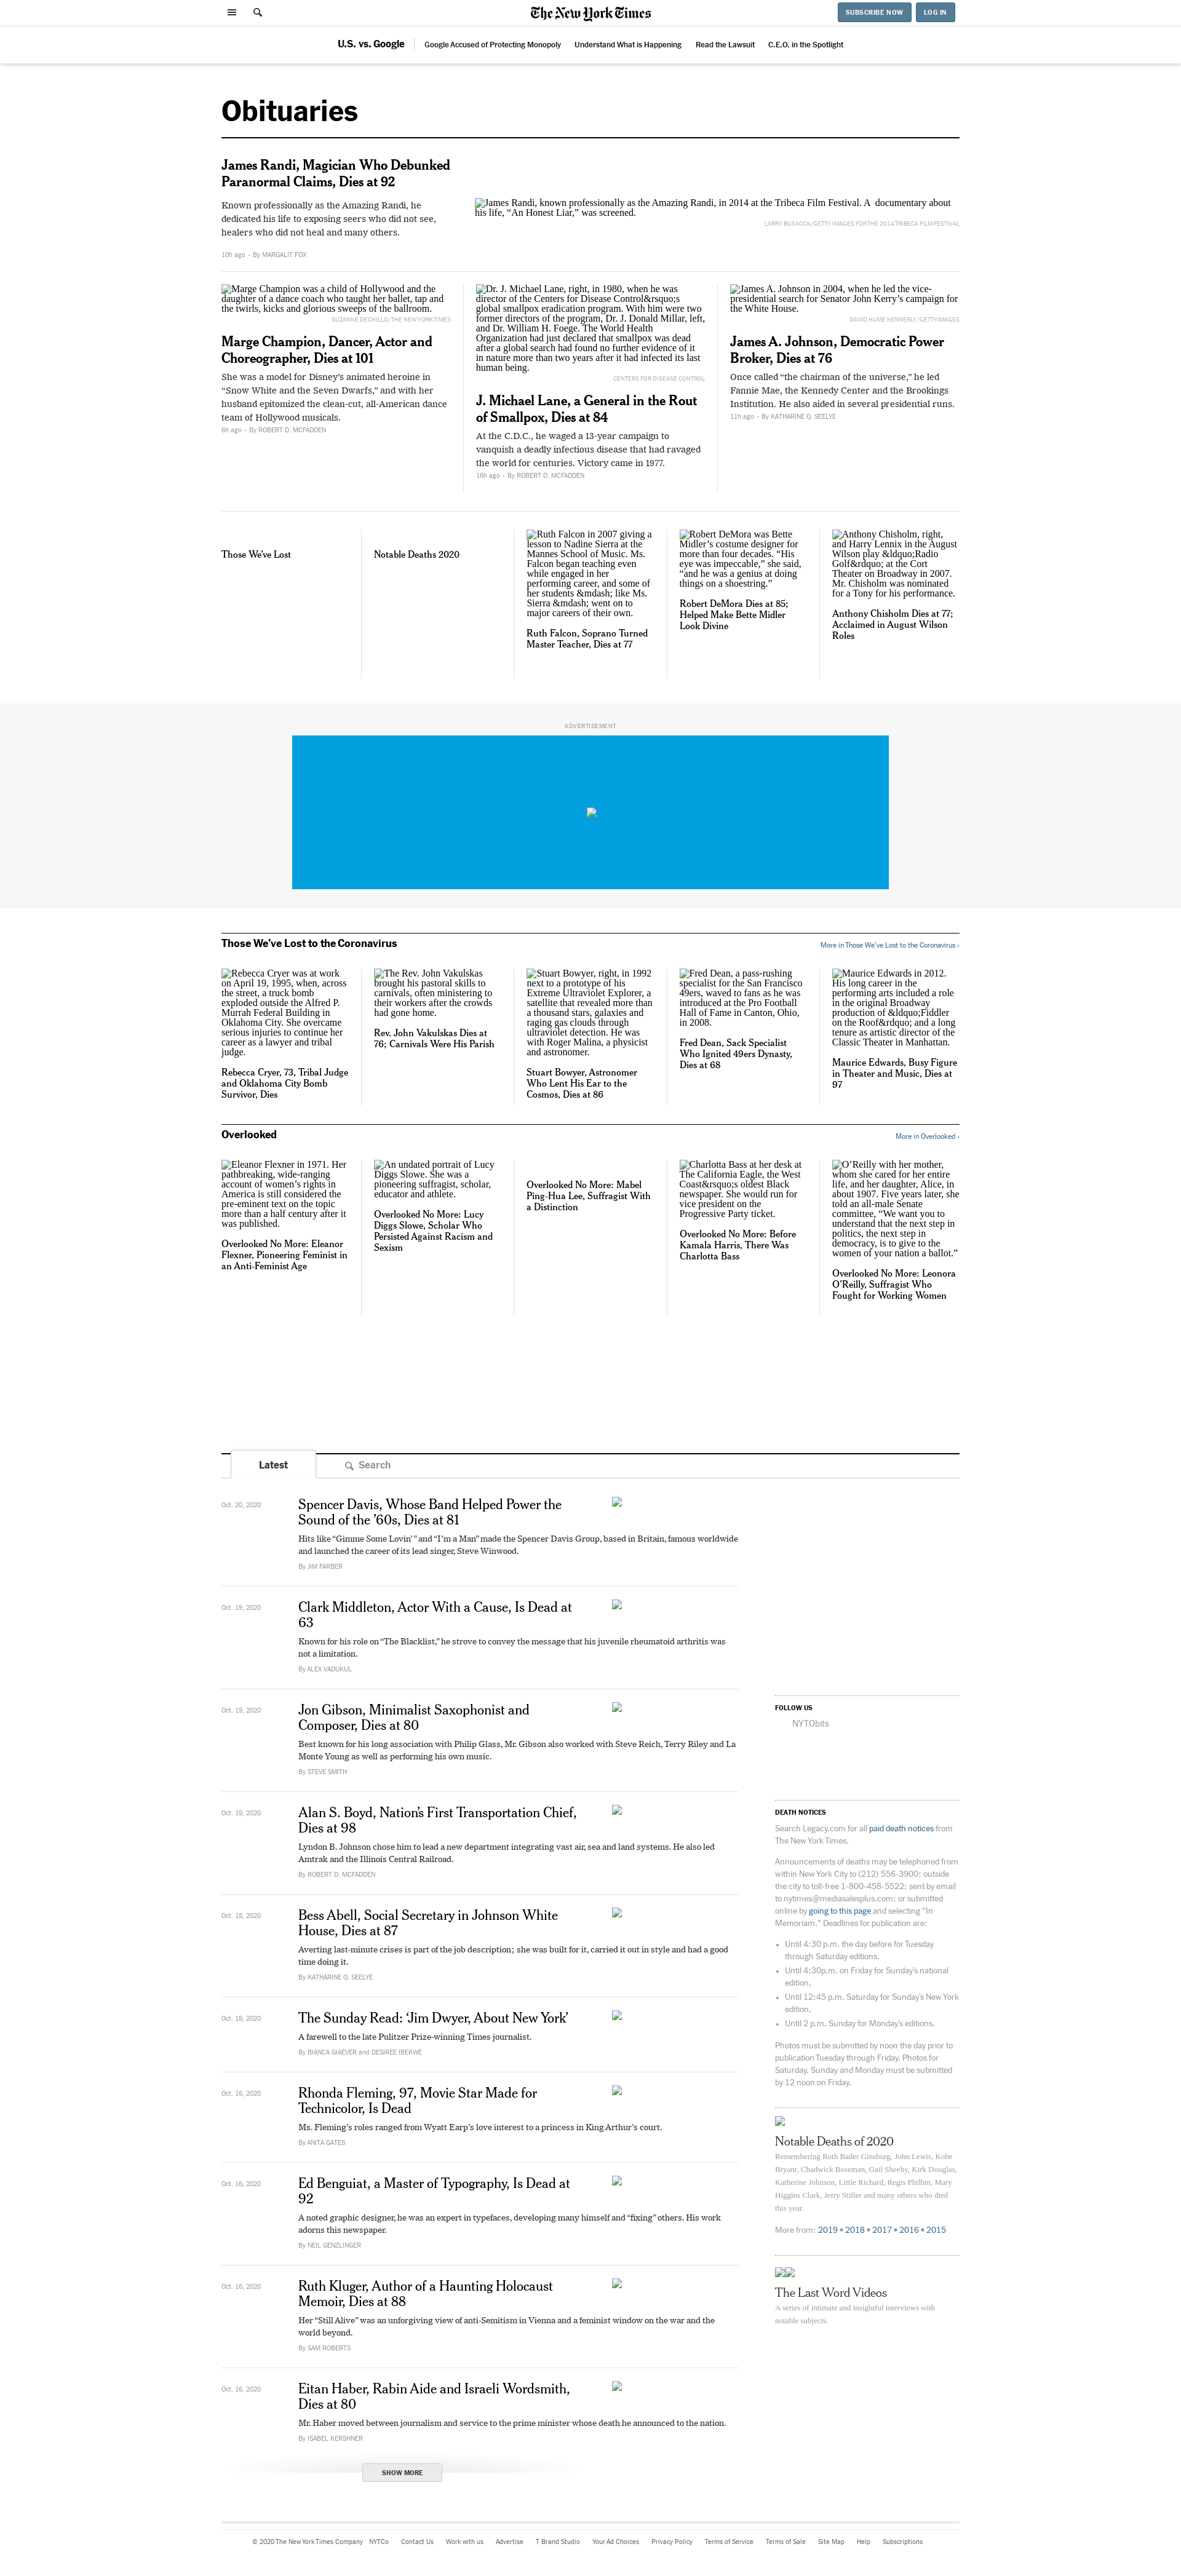 The New York Times
SUBSCRIBE NOW
LOG IN
U.S. vs. Google
Google Accused of Protecting Monopoly
Understand What is Happening
Read the Lawsuit
C.E.O. in the Spotlight
Obituaries
James Randi, Magician Who Debunked
Paranormal Claims, Dies at 92
Known professionally as the Amazing Randi, he
dedicated his life to exposing seers who did not see,
healers who did not heal and many others.
10h ago • By MARGALIT FOX
James Randi, known professionally as the Amazing Randi, in 2014 at the Tribeca Film Festival. A documentary about
his life, “An Honest Liar,” was screened.
LARRY BUSACCA/GETTY IMAGES FOR THE 2014 TRIBECA FILM FESTIVAL
Marge Champion was a child of Hollywood and the
daughter of a dance coach who taught her ballet, tap and
the twirls, kicks and glorious sweeps of the ballroom.
SUZANNE DECHILLO/THE NEW YORK TIMES
Marge Champion, Dancer, Actor and
Choreographer, Dies at 101
She was a model for Disney’s animated heroine in
“Snow White and the Seven Dwarfs,” and with her
husband epitomized the clean-cut, all-American dance
team of Hollywood musicals.
6h ago • By ROBERT D. MCFADDEN
Dr. J. Michael Lane, right, in 1980, when he was
director of the Centers for Disease Control&rsquo;s
global smallpox eradication program. With him were two
former directors of the program, Dr. J. Donald Millar, left,
and Dr. William H. Foege. The World Health
Organization had just declared that smallpox was dead
after a global search had found no further evidence of it
in nature more than two years after it had infected its last
human being.
CENTERS FOR DISEASE CONTROL
J. Michael Lane, a General in the Rout
of Smallpox, Dies at 84
At the C.D.C., he waged a 13-year campaign to
vanquish a deadly infectious disease that had ravaged
the world for centuries. Victory came in 1977.
16h ago • By ROBERT D. MCFADDEN
James A. Johnson in 2004, when he led the vice-
presidential search for Senator John Kerry’s campaign for
the White House.
DAVID HUME KENNERLY/GETTYIMAGES
James A. Johnson, Democratic Power
Broker, Dies at 76
Once called “the chairman of the universe,” he led
Fannie Mae, the Kennedy Center and the Brookings
Institution. He also aided in several presidential runs.
11h ago • By KATHARINE Q. SEELYE
Those We’ve Lost
Notable Deaths 2020
Ruth Falcon in 2007 giving a
lesson to Nadine Sierra at the
Mannes School of Music. Ms.
Falcon began teaching even
while engaged in her
performing career, and some of
her students &mdash; like Ms.
Sierra &mdash; went on to
major careers of their own.
Ruth Falcon, Soprano Turned
Master Teacher, Dies at 77
Robert DeMora was Bette
Midler’s costume designer for
more than four decades. “His
eye was impeccable,” she said,
“and he was a genius at doing
things on a shoestring.”
Robert DeMora Dies at 85;
Helped Make Bette Midler
Look Divine
Anthony Chisholm, right,
and Harry Lennix in the August
Wilson play &ldquo;Radio
Golf&rdquo; at the Cort
Theater on Broadway in 2007.
Mr. Chisholm was nominated
for a Tony for his performance.
Anthony Chisholm Dies at 77;
Acclaimed in August Wilson
Roles
ADVERTISEMENT
Those We’ve Lost to the Coronavirus
More in Those We’ve Lost to the Coronavirus ›
Rebecca Cryer was at work
on April 19, 1995, when, across
the street, a truck bomb
exploded outside the Alfred P.
Murrah Federal Building in
Oklahoma City. She overcame
serious injuries to continue her
career as a lawyer and tribal
judge.
Rebecca Cryer, 73, Tribal Judge
and Oklahoma City Bomb
Survivor, Dies
The Rev. John Vakulskas
brought his pastoral skills to
carnivals, often ministering to
their workers after the crowds
had gone home.
Rev. John Vakulskas Dies at
76; Carnivals Were His Parish
Stuart Bowyer, right, in 1992
next to a prototype of his
Extreme Ultraviolet Explorer, a
satellite that revealed more than
a thousand stars, galaxies and
raging gas clouds through
ultraviolet detection. He was
with Roger Malina, a physicist
and astronomer.
Stuart Bowyer, Astronomer
Who Lent His Ear to the
Cosmos, Dies at 86
Fred Dean, a pass-rushing
specialist for the San Francisco
49ers, waved to fans as he was
introduced at the Pro Football
Hall of Fame in Canton, Ohio,
in 2008.
Fred Dean, Sack Specialist
Who Ignited 49ers Dynasty,
Dies at 68
Maurice Edwards in 2012.
His long career in the
performing arts included a role
in the original Broadway
production of &ldquo;Fiddler
on the Roof&rdquo; and a long
tenure as artistic director of the
Classic Theater in Manhattan.
Maurice Edwards, Busy Figure
in Theater and Music, Dies at
97
Overlooked
More in Overlooked ›
Eleanor Flexner in 1971. Her
pathbreaking, wide-ranging
account of women’s rights in
America is still considered the
pre-eminent text on the topic
more than a half century after it
was published.
Overlooked No More: Eleanor
Flexner, Pioneering Feminist in
an Anti-Feminist Age
An undated portrait of Lucy
Diggs Slowe. She was a
pioneering suffragist, scholar,
educator and athlete.
Overlooked No More: Lucy
Diggs Slowe, Scholar Who
Persisted Against Racism and
Sexism
Overlooked No More: Mabel
Ping-Hua Lee, Suffragist With
a Distinction
Charlotta Bass at her desk at
The California Eagle, the West
Coast&rsquo;s oldest Black
newspaper. She would run for
vice president on the
Progressive Party ticket.
Overlooked No More: Before
Kamala Harris, There Was
Charlotta Bass
O’Reilly with her mother,
whom she cared for her entire
life, and her daughter, Alice, in
about 1907. Five years later, she
told an all-male Senate
committee, “We want you to
understand that the next step in
politics, the next step in
democracy, is to give to the
women of your nation a ballot.”
Overlooked No More: Leonora
O’Reilly, Suffragist Who
Fought for Working Women
Latest
Search
Oct. 20, 2020
Spencer Davis, Whose Band Helped Power the
Sound of the ’60s, Dies at 81
Hits like “Gimme Some Lovin’ ” and “I’m a Man” made the Spencer Davis Group, based in Britain, famous worldwide
and launched the career of its lead singer, Steve Winwood.
By JIM FARBER
Oct. 19, 2020
Clark Middleton, Actor With a Cause, Is Dead at
63
Known for his role on “The Blacklist,” he strove to convey the message that his juvenile rheumatoid arthritis was
not a limitation.
By ALEX VADUKUL
Oct. 19, 2020
Jon Gibson, Minimalist Saxophonist and
Composer, Dies at 80
Best known for his long association with Philip Glass, Mr. Gibson also worked with Steve Reich, Terry Riley and La
Monte Young as well as performing his own music.
By STEVE SMITH
Oct. 19, 2020
Alan S. Boyd, Nation’s First Transportation Chief,
Dies at 98
Lyndon B. Johnson chose him to lead a new department integrating vast air, sea and land systems. He also led
Amtrak and the Illinois Central Railroad.
By ROBERT D. MCFADDEN
Oct. 18, 2020
Bess Abell, Social Secretary in Johnson White
House, Dies at 87
Averting last-minute crises is part of the job description; she was built for it, carried it out in style and had a good
time doing it.
By KATHARINE Q. SEELYE
Oct. 18, 2020
The Sunday Read: ‘Jim Dwyer, About New York’
A farewell to the late Pulitzer Prize-winning Times journalist.
By BIANCA GIAEVER and DESIREE IBEKWE
Oct. 16, 2020
Rhonda Fleming, 97, Movie Star Made for
Technicolor, Is Dead
Ms. Fleming’s roles ranged from Wyatt Earp’s love interest to a princess in King Arthur’s court.
By ANITA GATES
Oct. 16, 2020
Ed Benguiat, a Master of Typography, Is Dead at
92
A noted graphic designer, he was an expert in typefaces, developing many himself and “fixing” others. His work
adorns this newspaper.
By NEIL GENZLINGER
Oct. 16, 2020
Ruth Kluger, Author of a Haunting Holocaust
Memoir, Dies at 88
Her “Still Alive” was an unforgiving view of anti-Semitism in Vienna and a feminist window on the war and the
world beyond.
By SAM ROBERTS
Oct. 16, 2020
Eitan Haber, Rabin Aide and Israeli Wordsmith,
Dies at 80
Mr. Haber moved between journalism and service to the prime minister whose death he announced to the nation.
By ISABEL KERSHNER
SHOW MORE
FOLLOW US
NYTObits
DEATH NOTICES
Search Legacy.com for all paid death notices from
The New York Times.
Announcements of deaths may be telephoned from
within New York City to (212) 556-3900; outside
the city to toll-free 1-800-458-5522; sent by email
to nytimes@mediasalesplus.com; or submitted
online by going to this page and selecting "In
Memoriam." Deadlines for publication are:
• Until 4:30 p.m. the day before for Tuesday
through Saturday editions.
• Until 4:30p.m. on Friday for Sunday’s national
edition.
• Until 12:45 p.m. Saturday for Sunday’s New York
edition.
• Until 2 p.m. Sunday for Monday’s editions.
Photos must be submitted by noon the day prior to
publication Tuesday through Friday. Photos for
Saturday, Sunday and Monday must be submitted
by 12 noon on Friday.
Notable Deaths of 2020
Remembering Ruth Bader Ginsburg, John Lewis, Kobe
Bryant, Chadwick Boseman, Gail Sheehy, Kirk Douglas,
Katherine Johnson, Little Richard, Regis Philbin, Mary
Higgins Clark, Jerry Stiller and many others who died
this year.
More from: 2019 • 2018 • 2017 • 2016 • 2015
The Last Word Videos
A series of intimate and insightful interviews with
notable subjects.
© 2020 The New York Times Company
NYTCo
Contact Us
Work with us
Advertise
T Brand Studio
Your Ad Choices
Privacy Policy
Terms of Service
Terms of Sale
Site Map
Help
Subscriptions